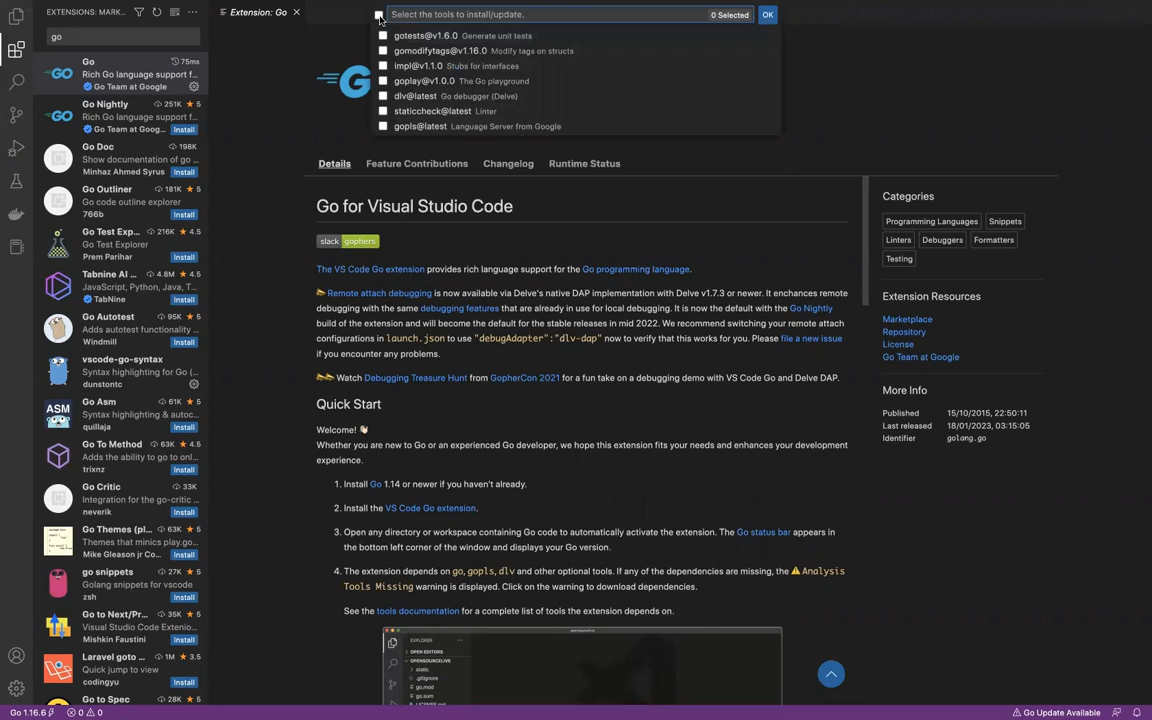 EXTENSIONS: MARK...
go
Go 75ms
Rich Go language support f...
Go Team at Google
Go Nightly 251K 5
Rich Go language support f...
Go Team at Goog... Install
Go Doc 198K
Show documentation of go ...
Minhaz Ahmed Syrus Install
Go Outliner 181K 5
Go code outline explorer
766b Install
Go Test Exp... 216K 4.5
Go Test Explorer
Prem Parihar Install
Tabnine AI ... 4.8M 4.5
JavaScript, Python, Java, T...
TabNine Install
Go Autotest 95K 5
Adds autotest functionality ...
Windmill Install
vscode-go-syntax
Syntax highlighting for Go (...
dunstontc
Go Asm 61K 5
Syntax highlighting & autoc...
quillaja Install
Go To Method 63K 4.5
Adds the ability to go to onl...
trixnz Install
Go Critic 33K
Integration for the go-critic ...
neverik Install
Go Themes (pl... 63K 5
Themes that minics play.go...
Mike Gleason jr Co... Install
go snippets 27K 5
Golang snippets for vscode
zsh Install
Go to Next/Pr... 35K 5
Visual Studio Code Extenio...
Mishkin Faustini Install
Laravel goto ... 1M 3.5
Quick jump to view
codingyu Install
Go to Spec 28K 5
Extension: Go
Select the tools to install/update. 0 Selected OK
gotests@v1.6.0 Generate unit tests
gomodifytags@v1.16.0 Modify tags on structs
impl@v1.1.0 Stubs for interfaces
goplay@v1.0.0 The Go playground
dlv@latest Go debugger (Delve)
staticcheck@latest Linter
gopls@latest Language Server from Google
Details Feature Contributions Changelog Runtime Status
Go for Visual Studio Code
slack gophers
The VS Code Go extension provides rich language support for the Go programming language.
Remote attach debugging is now available via Delve's native DAP implementation with Delve v1.7.3 or newer. It enchances remote
debugging with the same debugging features that are already in use for local debugging. It is now the default with the Go Nightly
build of the extension and will become the default for the stable releases in mid 2022. We recommend switching your remote attach
configurations in launch.json to use "debugAdapter":"dlv-dap" now to verify that this works for you. Please file a new issue
if you encounter any problems.
Watch Debugging Treasure Hunt from GopherCon 2021 for a fun take on a debugging demo with VS Code Go and Delve DAP.
Quick Start
Welcome! 👋🏻
Whether you are new to Go or an experienced Go developer, we hope this extension fits your needs and enhances your development
experience.
1. Install Go 1.14 or newer if you haven't already.
2. Install the VS Code Go extension.
3. Open any directory or workspace containing Go code to automatically activate the extension. The Go status bar appears in
the bottom left corner of the window and displays your Go version.
4. The extension depends on go, gopls, dlv and other optional tools. If any of the dependencies are missing, the ⚠ Analysis
Tools Missing warning is displayed. Click on the warning to download dependencies.
See the tools documentation for a complete list of tools the extension depends on.
EXPLORER
OPEN EDITORS
OPENSOURCELIVE
static
.gitignore
go.mod
go.sum
Categories
Programming Languages Snippets
Linters Debuggers Formatters
Testing
Extension Resources
Marketplace
Repository
License
Go Team at Google
More Info
Published 15/10/2015, 22:50:11
Last released 18/01/2023, 03:15:05
Identifier golang.go
Go 1.16.6 0 0 Go Update Available